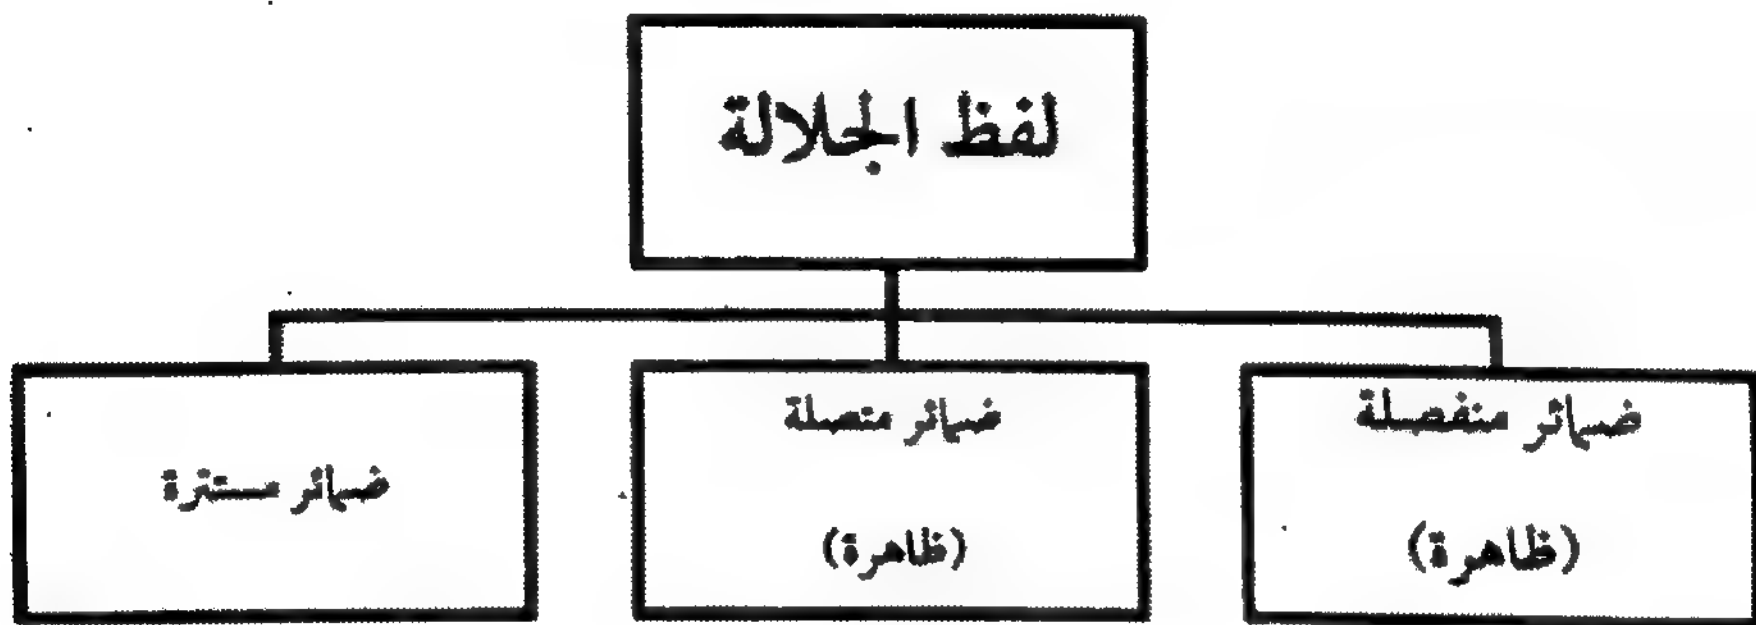 لفظ الجلالة
ضمائر منفصلة
(ظاهرة)
ضمائر متصلة
(ظاهرة)
ضمائر مستترة